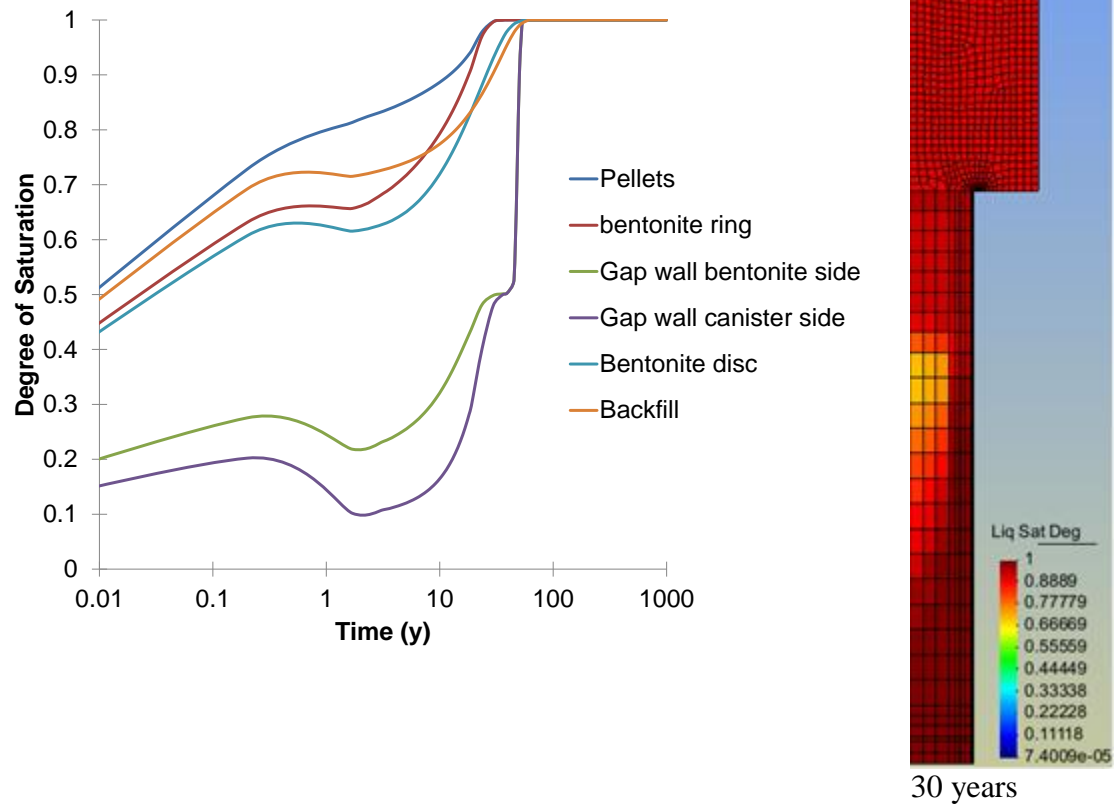 1
0.9
0.8
0.7
0.6
0.5
0.4
0.3
0.2
0.1
0
Degree of Saturation
0.01 0.1 1 10 100 1000
Time (y)
Pellets
bentonite ring
Gap wall bentonite side
Gap wall canister side
Bentonite disc
Backfill
Liq Sat Deg
1
0.8889
0.77779
0.66669
0.55559
0.44449
0.33338
0.22228
0.11118
7.4009e-05
30 years